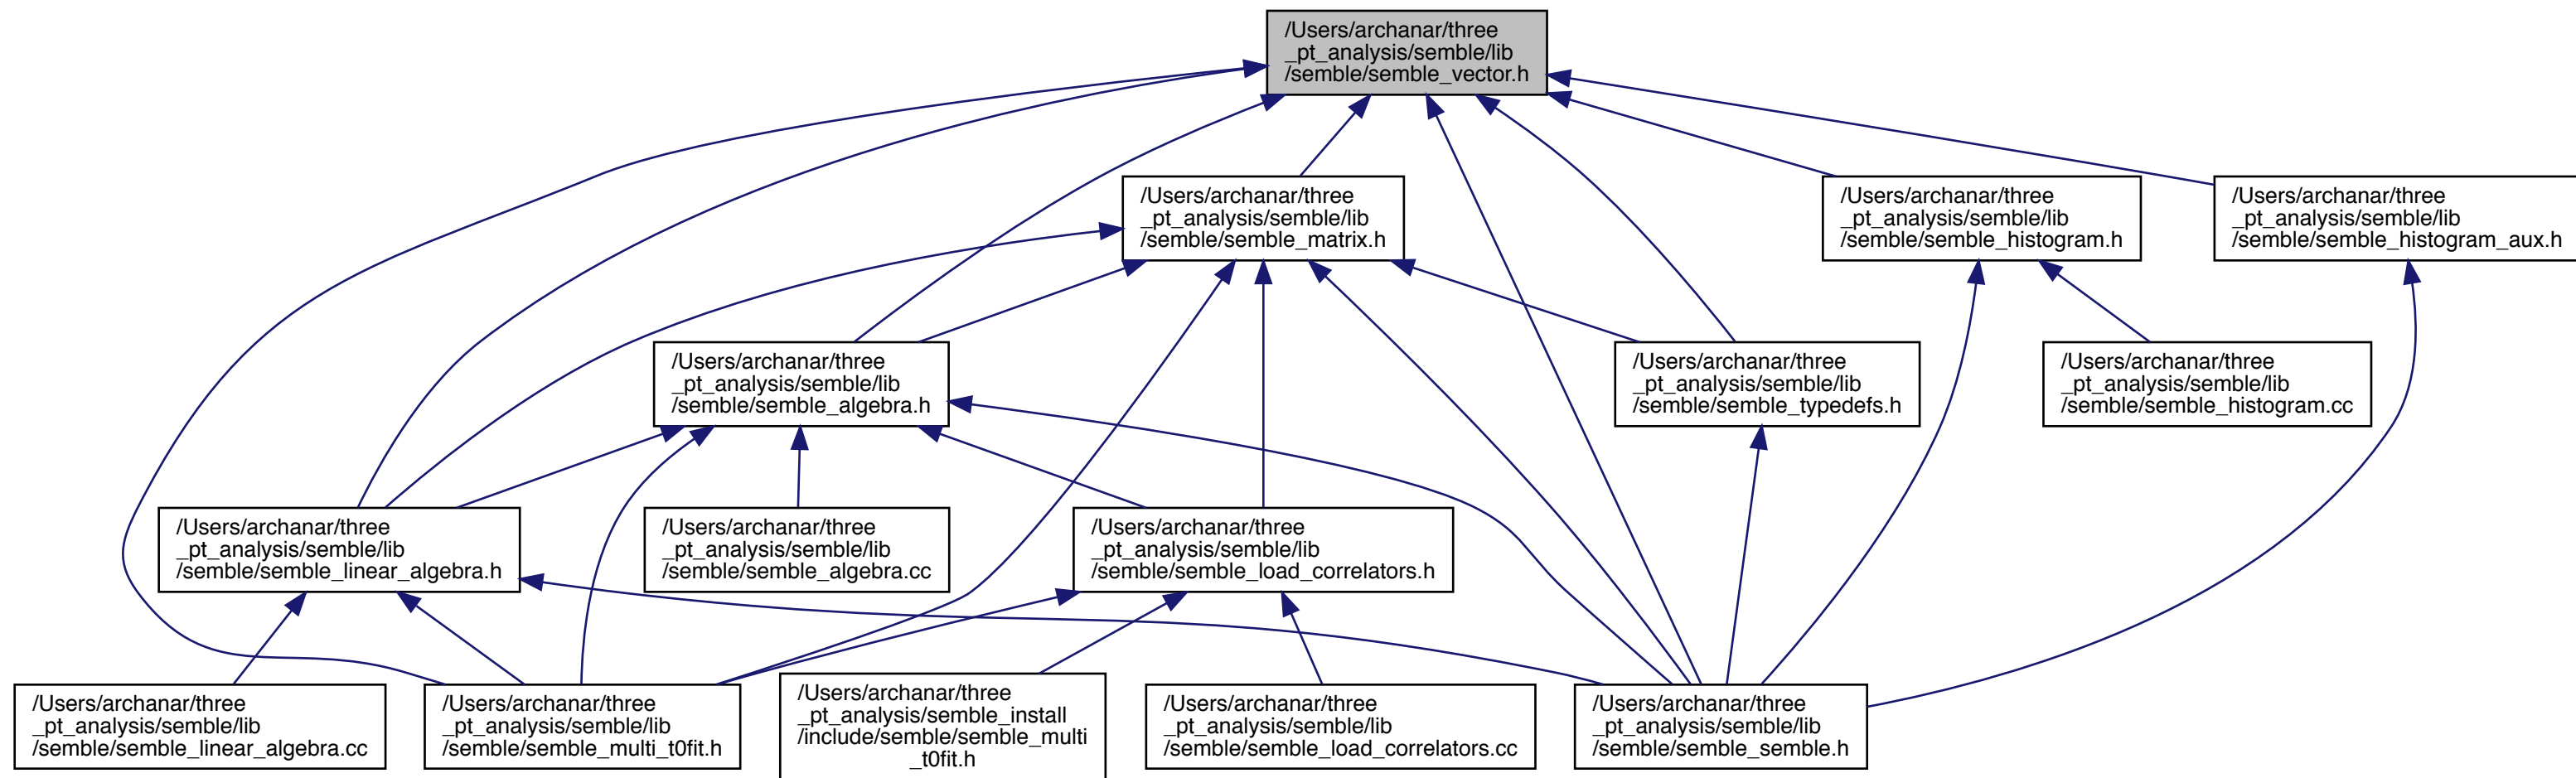 /Users/archanar/three
_pt_analysis/semble/lib
/semble/semble_vector.h
/Users/archanar/three
_pt_analysis/semble/lib
/semble/semble_matrix.h
/Users/archanar/three
_pt_analysis/semble/lib
/semble/semble_histogram.h
/Users/archanar/three
_pt_analysis/semble/lib
/semble/semble_histogram_aux.h
/Users/archanar/three
_pt_analysis/semble/lib
/semble/semble_algebra.h
/Users/archanar/three
_pt_analysis/semble/lib
/semble/semble_typedefs.h
/Users/archanar/three
_pt_analysis/semble/lib
/semble/semble_histogram.cc
/Users/archanar/three
_pt_analysis/semble/lib
/semble/semble_linear_algebra.h
/Users/archanar/three
_pt_analysis/semble/lib
/semble/semble_algebra.cc
/Users/archanar/three
_pt_analysis/semble/lib
/semble/semble_load_correlators.h
/Users/archanar/three
_pt_analysis/semble/lib
/semble/semble_linear_algebra.cc
/Users/archanar/three
_pt_analysis/semble/lib
/semble/semble_multi_t0fit.h
/Users/archanar/three
_pt_analysis/semble_install
/include/semble/semble_multi
_t0fit.h
/Users/archanar/three
_pt_analysis/semble/lib
/semble/semble_load_correlators.cc
/Users/archanar/three
_pt_analysis/semble/lib
/semble/semble_semble.h